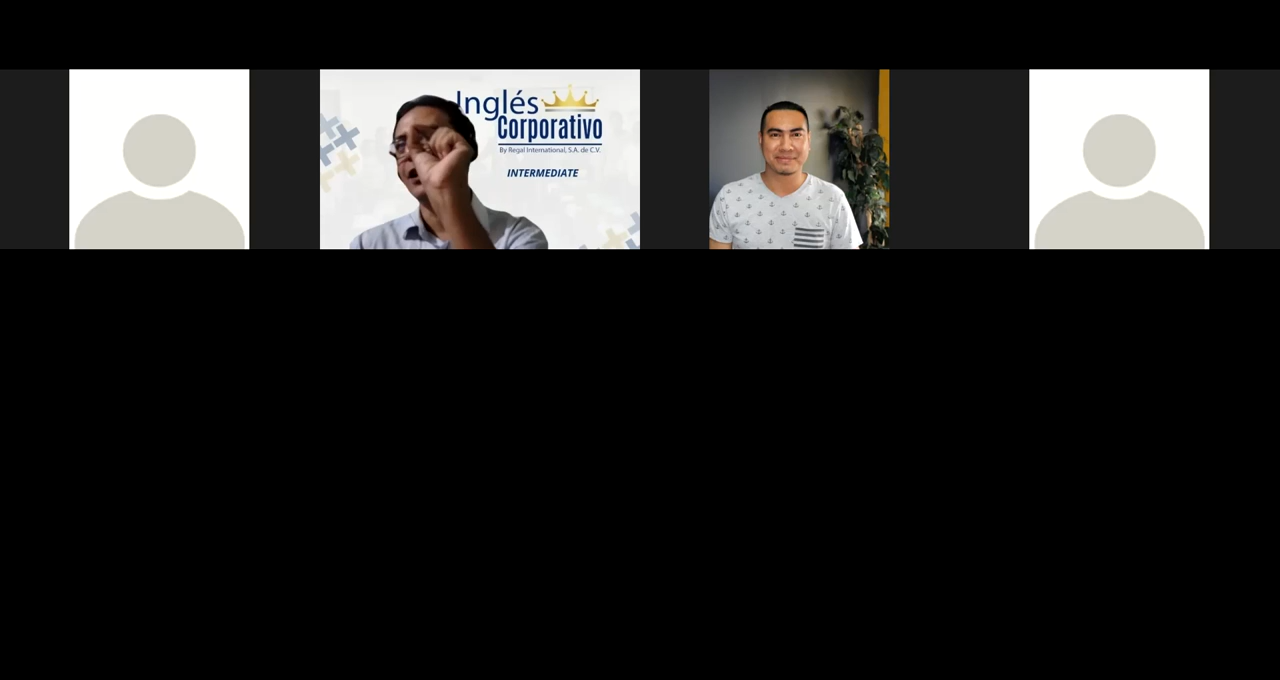 Inglés
Corporativo
By Regal International, S.A. de C.V.
INTERMEDIATE